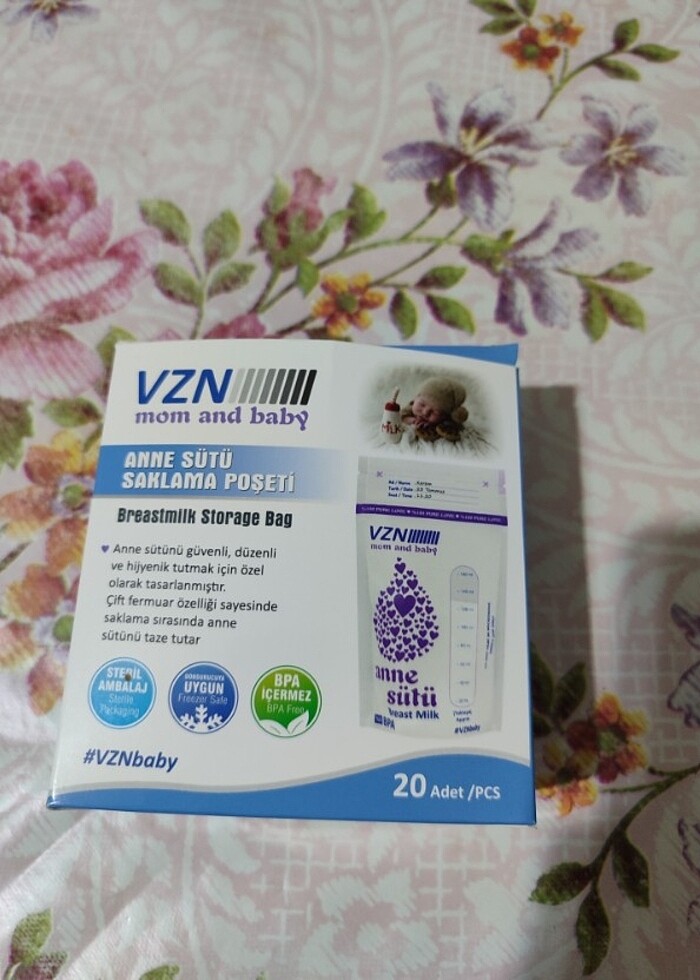 VZN
mom and baby
ANNE SÜTÜ
SAKLAMA POŞETİ
Breastmilk Storage Bag
Anne sütünü güvenli, düzenli
ve hijyenik tutmak için özel
olarak tasarlanmıştır.
Çift fermuar özelliği sayesinde
saklama sırasında anne
sütünü taze tutar
STERİL
AMBALAJ
Sterile
Packaging
DONDURUCUYA
UYGUN
Freezer Safe
BPA
İÇERMEZ
BPA Free
#VZNbaby
20 Adet /PCS
MILK
VZN
mom and baby
anne
sütü
Breast Milk
BPA
#VZNbaby